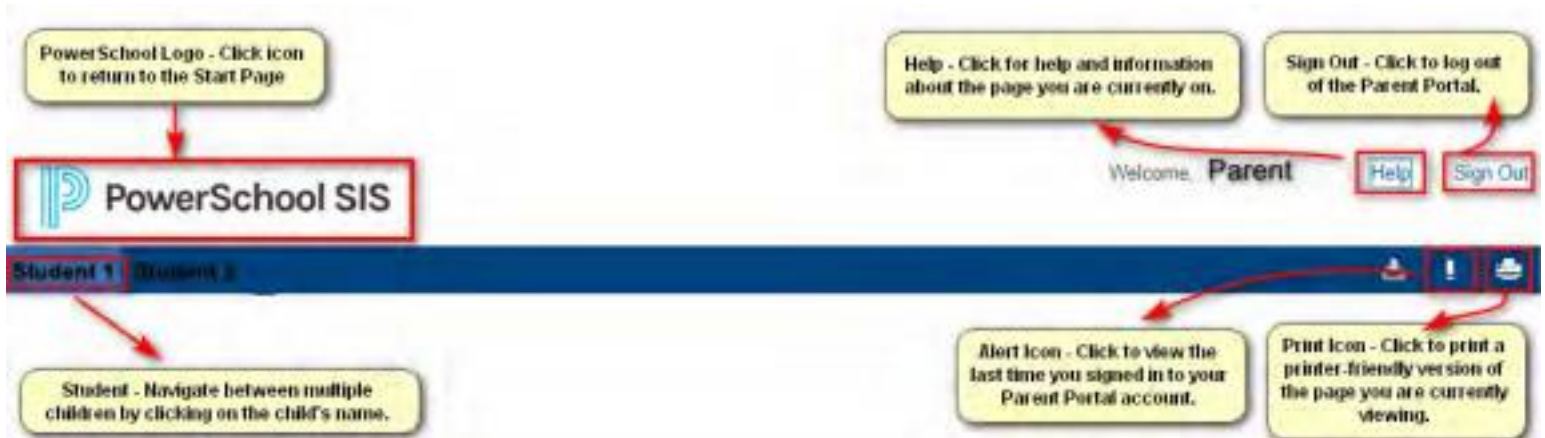 PowerSchool Logo - Click icon
to return to the Start Page
Help - Click for help and information
about the page you are currently on.
Sign Out - Click to log out
of the Parent Portal.
PowerSchool SIS
Welcome, Parent Help Sign Out
Student 1 Student 2
Student - Navigate between multiple
children by clicking on the child's name.
Alert Icon - Click to view the
last time you signed in to your
Parent Portal account.
Print Icon - Click to print a
printer-friendly version of
the page you are currently
viewing.